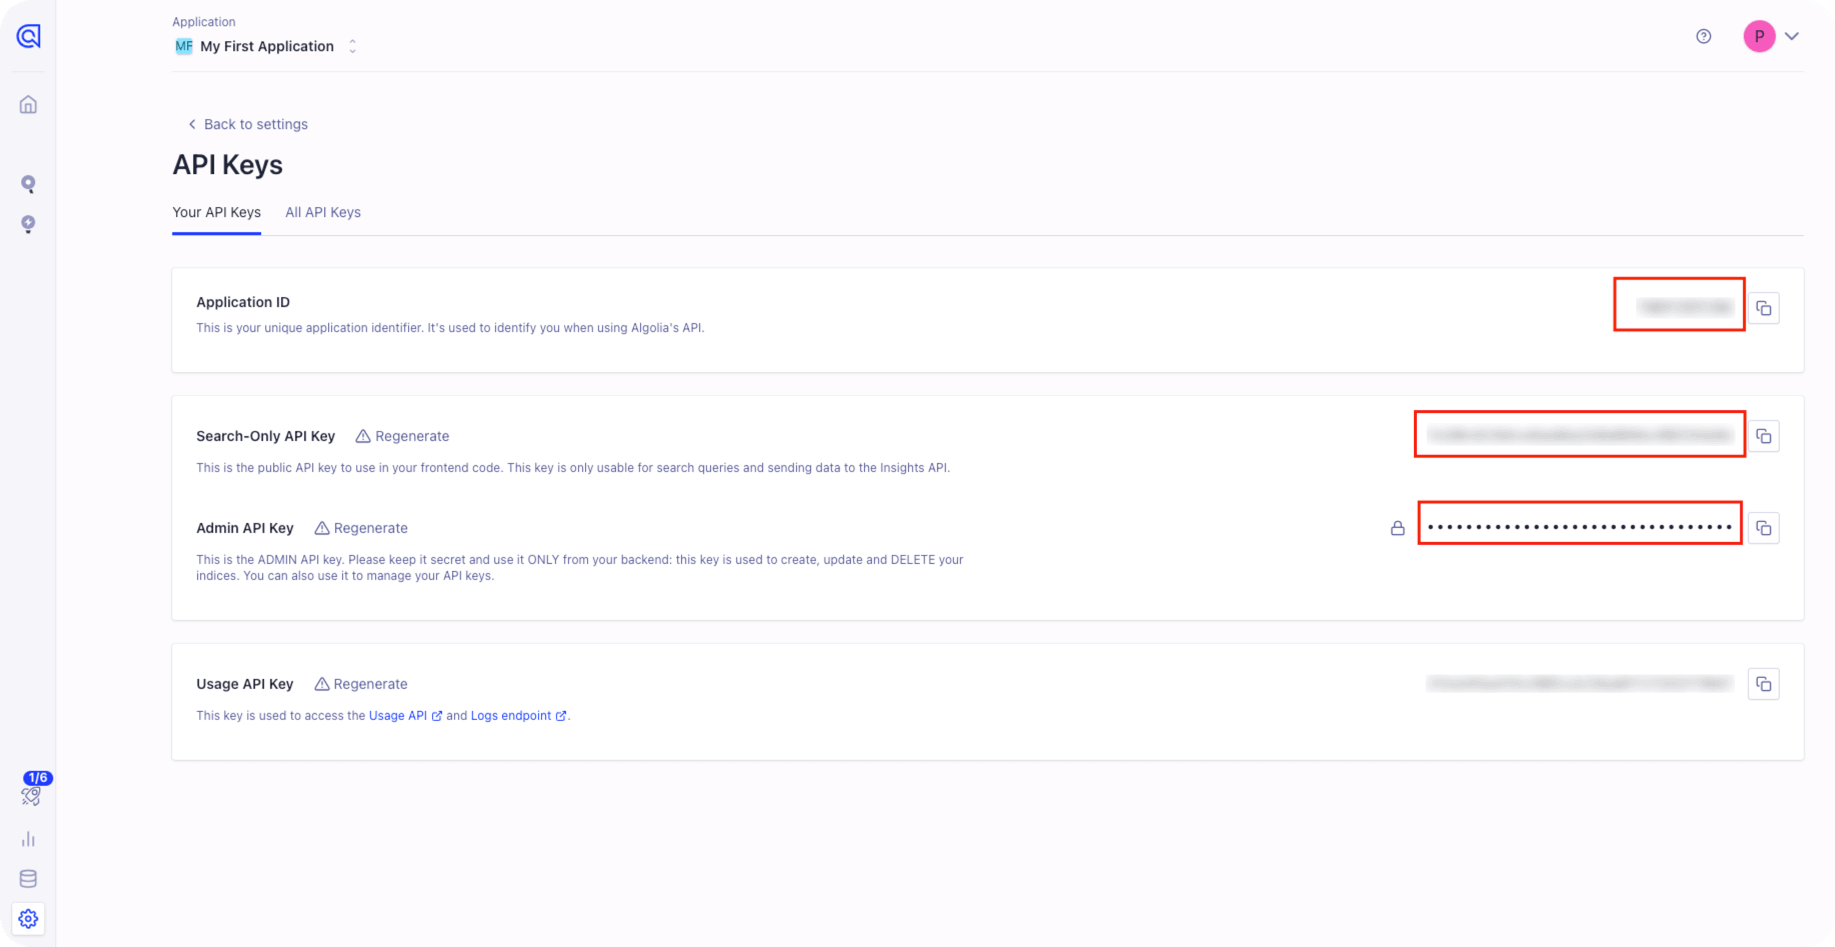 Application
MF My First Application
P
Back to settings
API Keys
Your API Keys All API Keys
Application ID
This is your unique application identifier. It's used to identify you when using Algolia's API.
Search-Only API Key Regenerate
This is the public API key to use in your frontend code. This key is only usable for search queries and sending data to the Insights API.
Admin API Key Regenerate ••••••••••••••••••••••••••••••••
This is the ADMIN API key. Please keep it secret and use it ONLY from your backend: this key is used to create, update and DELETE your
indices. You can also use it to manage your API keys.
Usage API Key Regenerate
This key is used to access the Usage API and Logs endpoint.
1/6